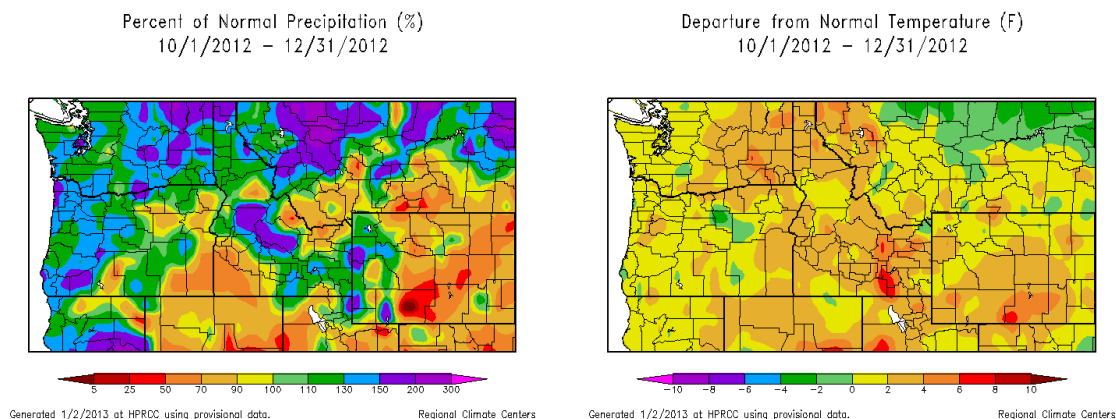 Percent of Normal Precipitation (%)
10/1/2012 – 12/31/2012
5 25 50 70 90 100 110 130 150 200 300
Generated 1/2/2013 at HPRCC using provisional data. Regional Climate Centers
Departure from Normal Temperature (F)
10/1/2012 – 12/31/2012
−10 −8 −6 −4 −2 0 2 4 6 8 10
Generated 1/2/2013 at HPRCC using provisional data. Regional Climate Centers